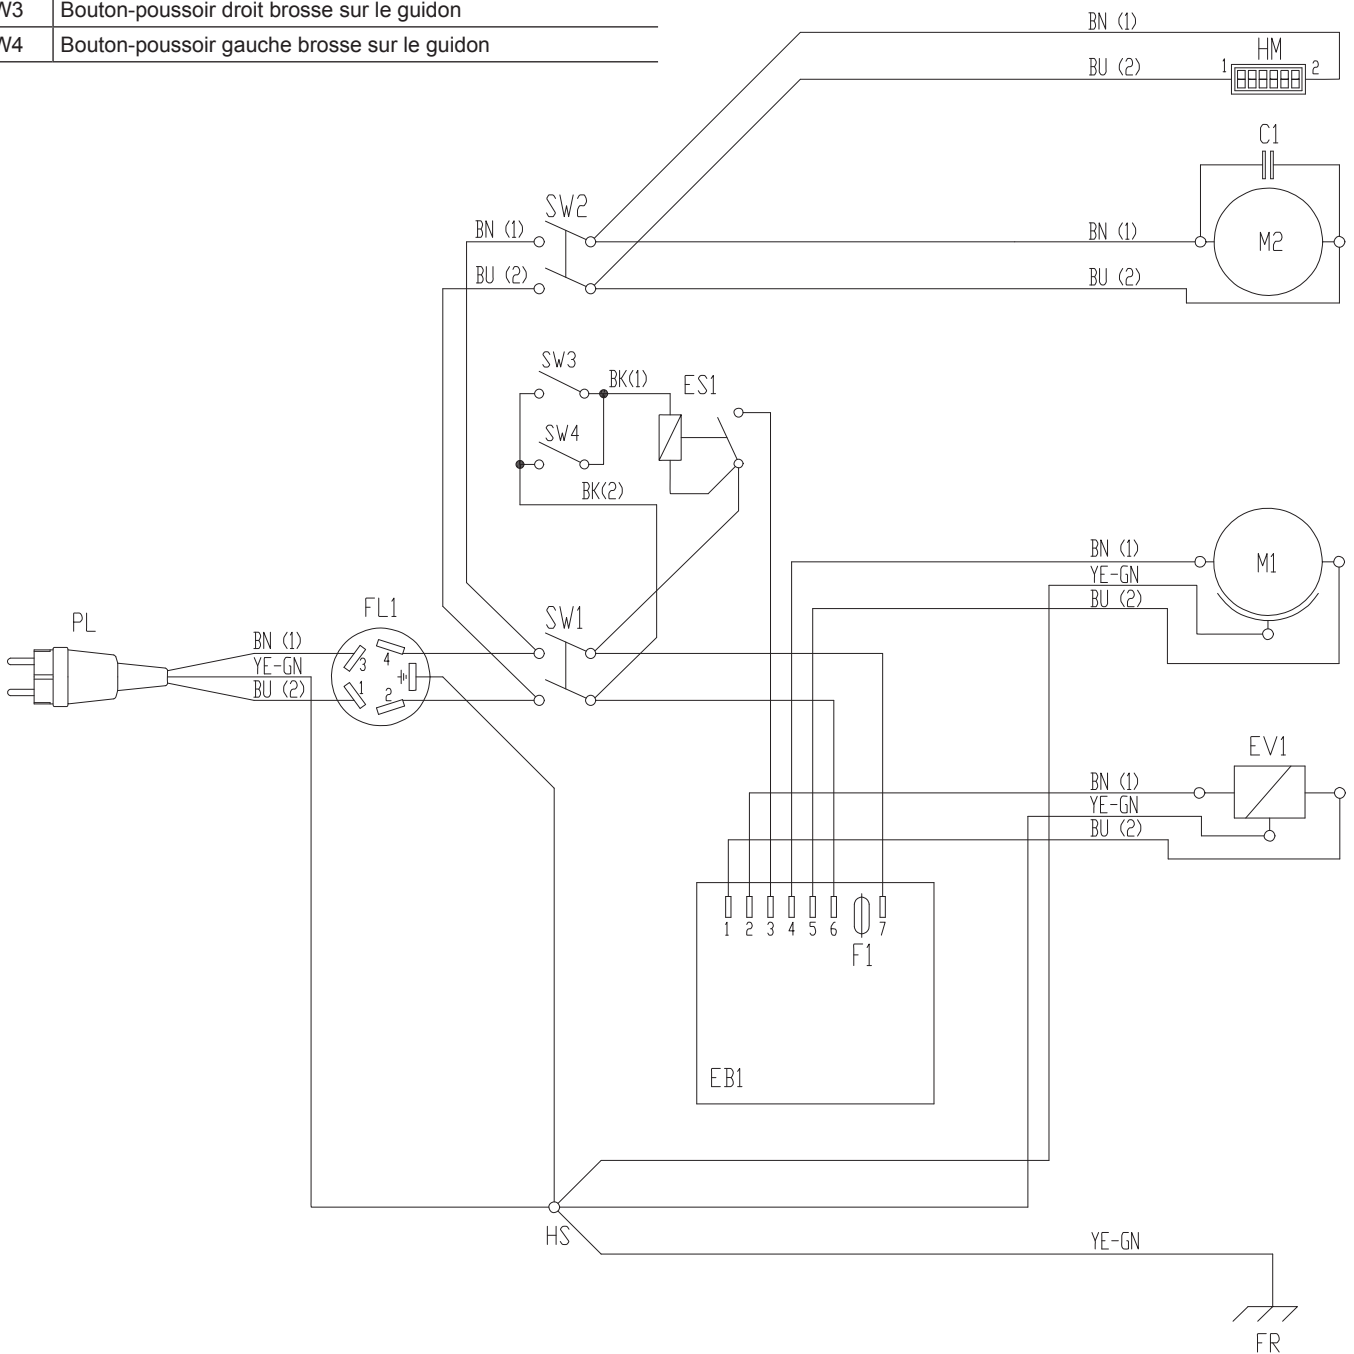 W3 Bouton-poussoir droit brosse sur le guidon
W4 Bouton-poussoir gauche brosse sur le guidon
BN (1)
HM
BU (2)
1
2
C1
SW2
BN (1)
BN (1)
M2
BU (2)
BU (2)
SW3
BK(1)
ES1
SW4
BK(2)
BN (1)
M1
YE-GN
BU (2)
PL
FL1
SW1
BN (1)
YE-GN
BU (2)
3
4
1
2
EV1
BN (1)
YE-GN
BU (2)
1 2 3 4 5 6 7
F1
EB1
HS
YE-GN
FR